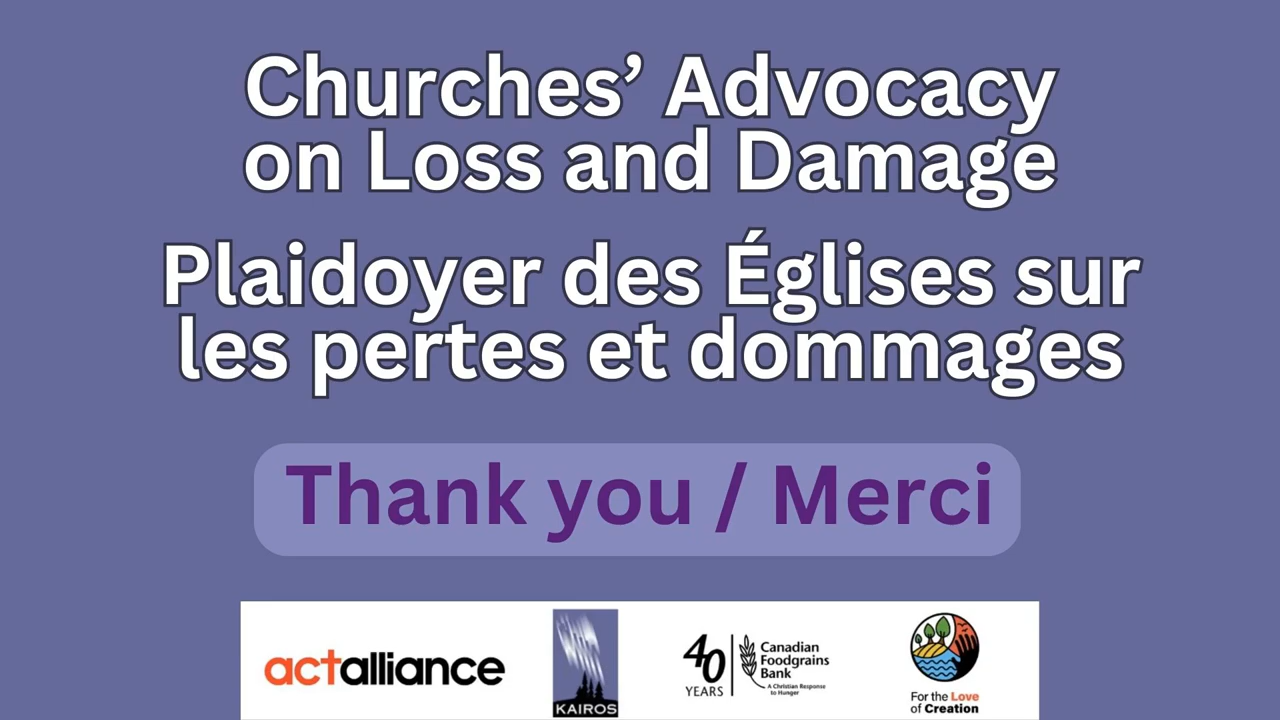 Churches’ Advocacy
on Loss and Damage
Plaidoyer des Églises sur
les pertes et dommages
Thank you / Merci
actalliance
KAIROS
40
YEARS
Canadian
Foodgrains
Bank
A Christian Response
to Hunger
For the Love
of Creation